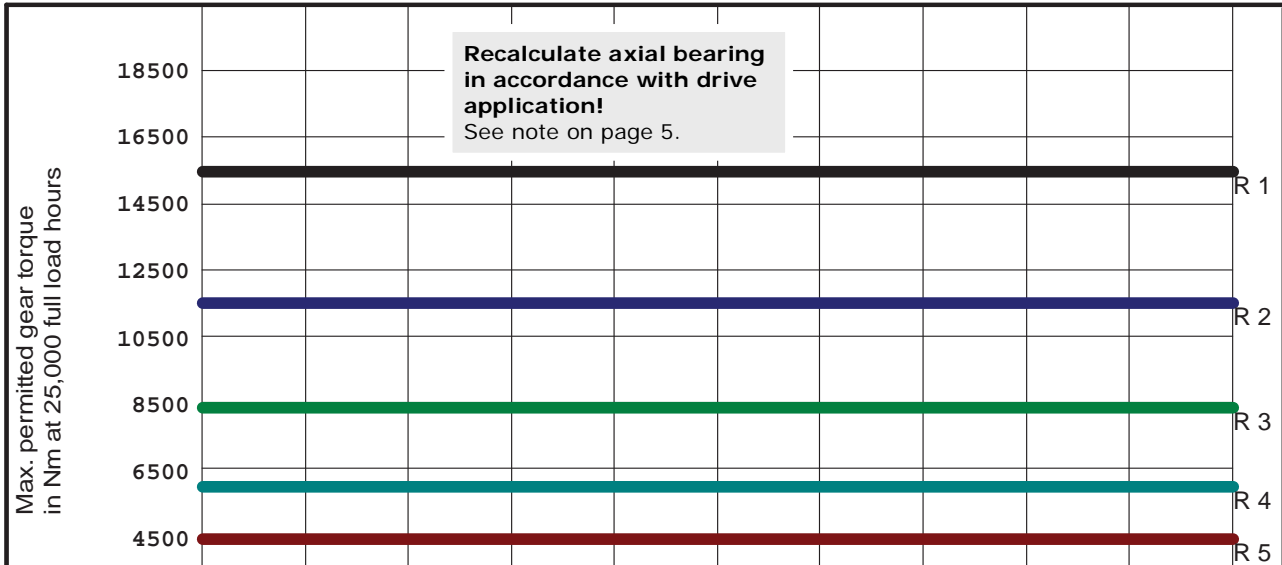 Recalculate axial bearing
in accordance with drive
application!
See note on page 5.
Max. permitted gear torque
in Nm at 25,000 full load hours
18500
16500
14500
12500
10500
8500
6500
4500
R 1
R 2
R 3
R 4
R 5